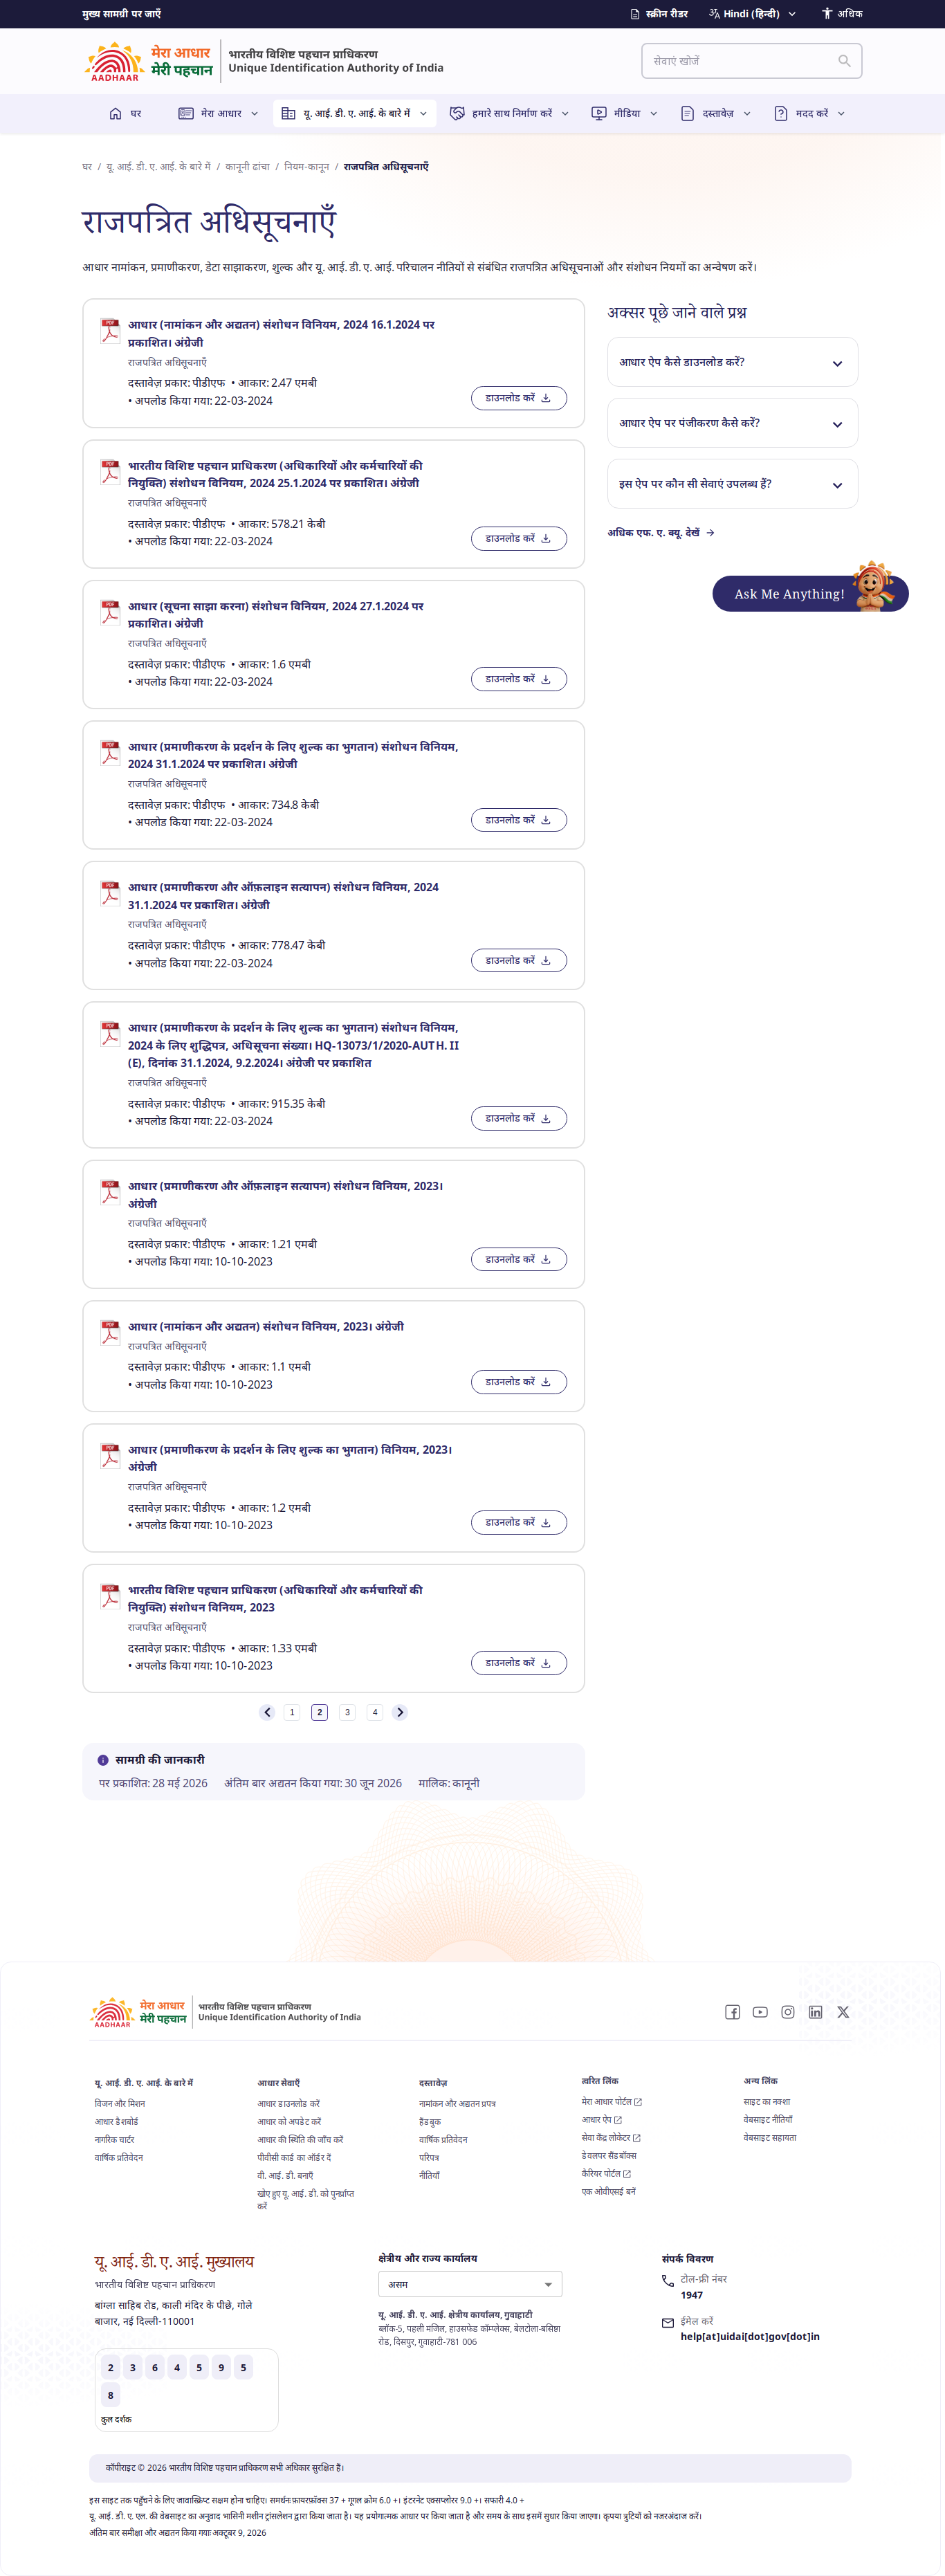 मुख्य सामग्री पर जाएँ
स्क्रीन रीडर
Hindi (हिन्दी)
अधिक
AADHAAR
मेरा आधार
मेरी पहचान
भारतीय विशिष्ट पहचान प्राधिकरण
Unique Identification Authority of India
सेवाएं खोजें
घर
मेरा आधार
यू. आई. डी. ए. आई. के बारे में
हमारे साथ निर्माण करें
मीडिया
दस्तावेज़
मदद करें
घर / यू. आई. डी. ए. आई. के बारे में / कानूनी ढांचा / नियम-कानून / राजपत्रित अधिसूचनाएँ
राजपत्रित अधिसूचनाएँ
आधार नामांकन, प्रमाणीकरण, डेटा साझाकरण, शुल्क और यू. आई. डी. ए. आई. परिचालन नीतियों से संबंधित राजपत्रित अधिसूचनाओं और संशोधन नियमों का अन्वेषण करें।
PDF
आधार (नामांकन और अद्यतन) संशोधन विनियम, 2024 16.1.2024 पर
प्रकाशित। अंग्रेजी
राजपत्रित अधिसूचनाएँ
दस्तावेज़ प्रकार: पीडीएफ • आकार: 2.47 एमबी
• अपलोड किया गया: 22-03-2024
डाउनलोड करें
PDF
भारतीय विशिष्ट पहचान प्राधिकरण (अधिकारियों और कर्मचारियों की
नियुक्ति) संशोधन विनियम, 2024 25.1.2024 पर प्रकाशित। अंग्रेजी
राजपत्रित अधिसूचनाएँ
दस्तावेज़ प्रकार: पीडीएफ • आकार: 578.21 केबी
• अपलोड किया गया: 22-03-2024
डाउनलोड करें
PDF
आधार (सूचना साझा करना) संशोधन विनियम, 2024 27.1.2024 पर
प्रकाशित। अंग्रेजी
राजपत्रित अधिसूचनाएँ
दस्तावेज़ प्रकार: पीडीएफ • आकार: 1.6 एमबी
• अपलोड किया गया: 22-03-2024
डाउनलोड करें
PDF
आधार (प्रमाणीकरण के प्रदर्शन के लिए शुल्क का भुगतान) संशोधन विनियम,
2024 31.1.2024 पर प्रकाशित। अंग्रेजी
राजपत्रित अधिसूचनाएँ
दस्तावेज़ प्रकार: पीडीएफ • आकार: 734.8 केबी
• अपलोड किया गया: 22-03-2024
डाउनलोड करें
PDF
आधार (प्रमाणीकरण और ऑफ़लाइन सत्यापन) संशोधन विनियम, 2024
31.1.2024 पर प्रकाशित। अंग्रेजी
राजपत्रित अधिसूचनाएँ
दस्तावेज़ प्रकार: पीडीएफ • आकार: 778.47 केबी
• अपलोड किया गया: 22-03-2024
डाउनलोड करें
PDF
आधार (प्रमाणीकरण के प्रदर्शन के लिए शुल्क का भुगतान) संशोधन विनियम,
2024 के लिए शुद्धिपत्र, अधिसूचना संख्या। HQ-13073/1/2020-AUTH. II
(E), दिनांक 31.1.2024, 9.2.2024। अंग्रेजी पर प्रकाशित
राजपत्रित अधिसूचनाएँ
दस्तावेज़ प्रकार: पीडीएफ • आकार: 915.35 केबी
• अपलोड किया गया: 22-03-2024
डाउनलोड करें
PDF
आधार (प्रमाणीकरण और ऑफ़लाइन सत्यापन) संशोधन विनियम, 2023।
अंग्रेजी
राजपत्रित अधिसूचनाएँ
दस्तावेज़ प्रकार: पीडीएफ • आकार: 1.21 एमबी
• अपलोड किया गया: 10-10-2023
डाउनलोड करें
PDF
आधार (नामांकन और अद्यतन) संशोधन विनियम, 2023। अंग्रेजी
राजपत्रित अधिसूचनाएँ
दस्तावेज़ प्रकार: पीडीएफ • आकार: 1.1 एमबी
• अपलोड किया गया: 10-10-2023
डाउनलोड करें
PDF
आधार (प्रमाणीकरण के प्रदर्शन के लिए शुल्क का भुगतान) विनियम, 2023।
अंग्रेजी
राजपत्रित अधिसूचनाएँ
दस्तावेज़ प्रकार: पीडीएफ • आकार: 1.2 एमबी
• अपलोड किया गया: 10-10-2023
डाउनलोड करें
PDF
भारतीय विशिष्ट पहचान प्राधिकरण (अधिकारियों और कर्मचारियों की
नियुक्ति) संशोधन विनियम, 2023
राजपत्रित अधिसूचनाएँ
दस्तावेज़ प्रकार: पीडीएफ • आकार: 1.33 एमबी
• अपलोड किया गया: 10-10-2023
डाउनलोड करें
1 2 3 4
सामग्री की जानकारी
पर प्रकाशित: 28 मई 2026 अंतिम बार अद्यतन किया गया: 30 जून 2026 मालिक: कानूनी
अक्सर पूछे जाने वाले प्रश्न
आधार ऐप कैसे डाउनलोड करें?
आधार ऐप पर पंजीकरण कैसे करें?
इस ऐप पर कौन सी सेवाएं उपलब्ध हैं?
अधिक एफ. ए. क्यू. देखें
Ask Me Anything!
AADHAAR
मेरा आधार
मेरी पहचान
भारतीय विशिष्ट पहचान प्राधिकरण
Unique Identification Authority of India
यू. आई. डी. ए. आई. के बारे में
विजन और मिशन
आधार डैशबोर्ड
नागरिक चार्टर
वार्षिक प्रतिवेदन
आधार सेवाएँ
आधार डाउनलोड करें
आधार को अपडेट करें
आधार की स्थिति की जाँच करें
पीवीसी कार्ड का ऑर्डर दें
वी. आई. डी. बनाएँ
खोए हुए यू. आई. डी. को पुनर्प्राप्त
करें
दस्तावेज़
नामांकन और अद्यतन प्रपत्र
हैंडबुक
वार्षिक प्रतिवेदन
परिपत्र
नीतियाँ
त्वरित लिंक
मेरा आधार पोर्टल
आधार ऐप
सेवा केंद्र लोकेटर
डेवलपर सैंडबॉक्स
कैरियर पोर्टल
एक ओवीएसई बनें
अन्य लिंक
साइट का नक्शा
वेबसाइट नीतियाँ
वेबसाइट सहायता
यू. आई. डी. ए. आई. मुख्यालय
भारतीय विशिष्ट पहचान प्राधिकरण
बांग्ला साहिब रोड, काली मंदिर के पीछे, गोले
बाजार, नई दिल्ली-110001
2 3 6 4 5 9 5
8
कुल दर्शक
क्षेत्रीय और राज्य कार्यालय
असम
यू. आई. डी. ए. आई. क्षेत्रीय कार्यालय, गुवाहाटी
ब्लॉक-5, पहली मंजिल, हाउसफेड कॉम्प्लेक्स, बेलटोला-बसिष्ठा
रोड, दिसपुर, गुवाहाटी-781 006
संपर्क विवरण
टोल-फ्री नंबर
1947
ईमेल करें
help[at]uidai[dot]gov[dot]in
कॉपीराइट © 2026 भारतीय विशिष्ट पहचान प्राधिकरण सभी अधिकार सुरक्षित हैं।
इस साइट तक पहुँचने के लिए जावास्क्रिप्ट सक्षम होना चाहिए। समर्थनः फ़ायरफ़ॉक्स 37 + गूगल क्रोम 6.0 +। इंटरनेट एक्सप्लोरर 9.0 +। सफारी 4.0 +
यू. आई. डी. ए. एल. की वेबसाइट का अनुवाद भासिनी मशीन ट्रांसलेशन द्वारा किया जाता है। यह प्रयोगात्मक आधार पर किया जाता है और समय के साथ इसमें सुधार किया जाएगा। कृपया त्रुटियों को नजरअंदाज करें।
अंतिम बार समीक्षा और अद्यतन किया गयाः अक्टूबर 9, 2026